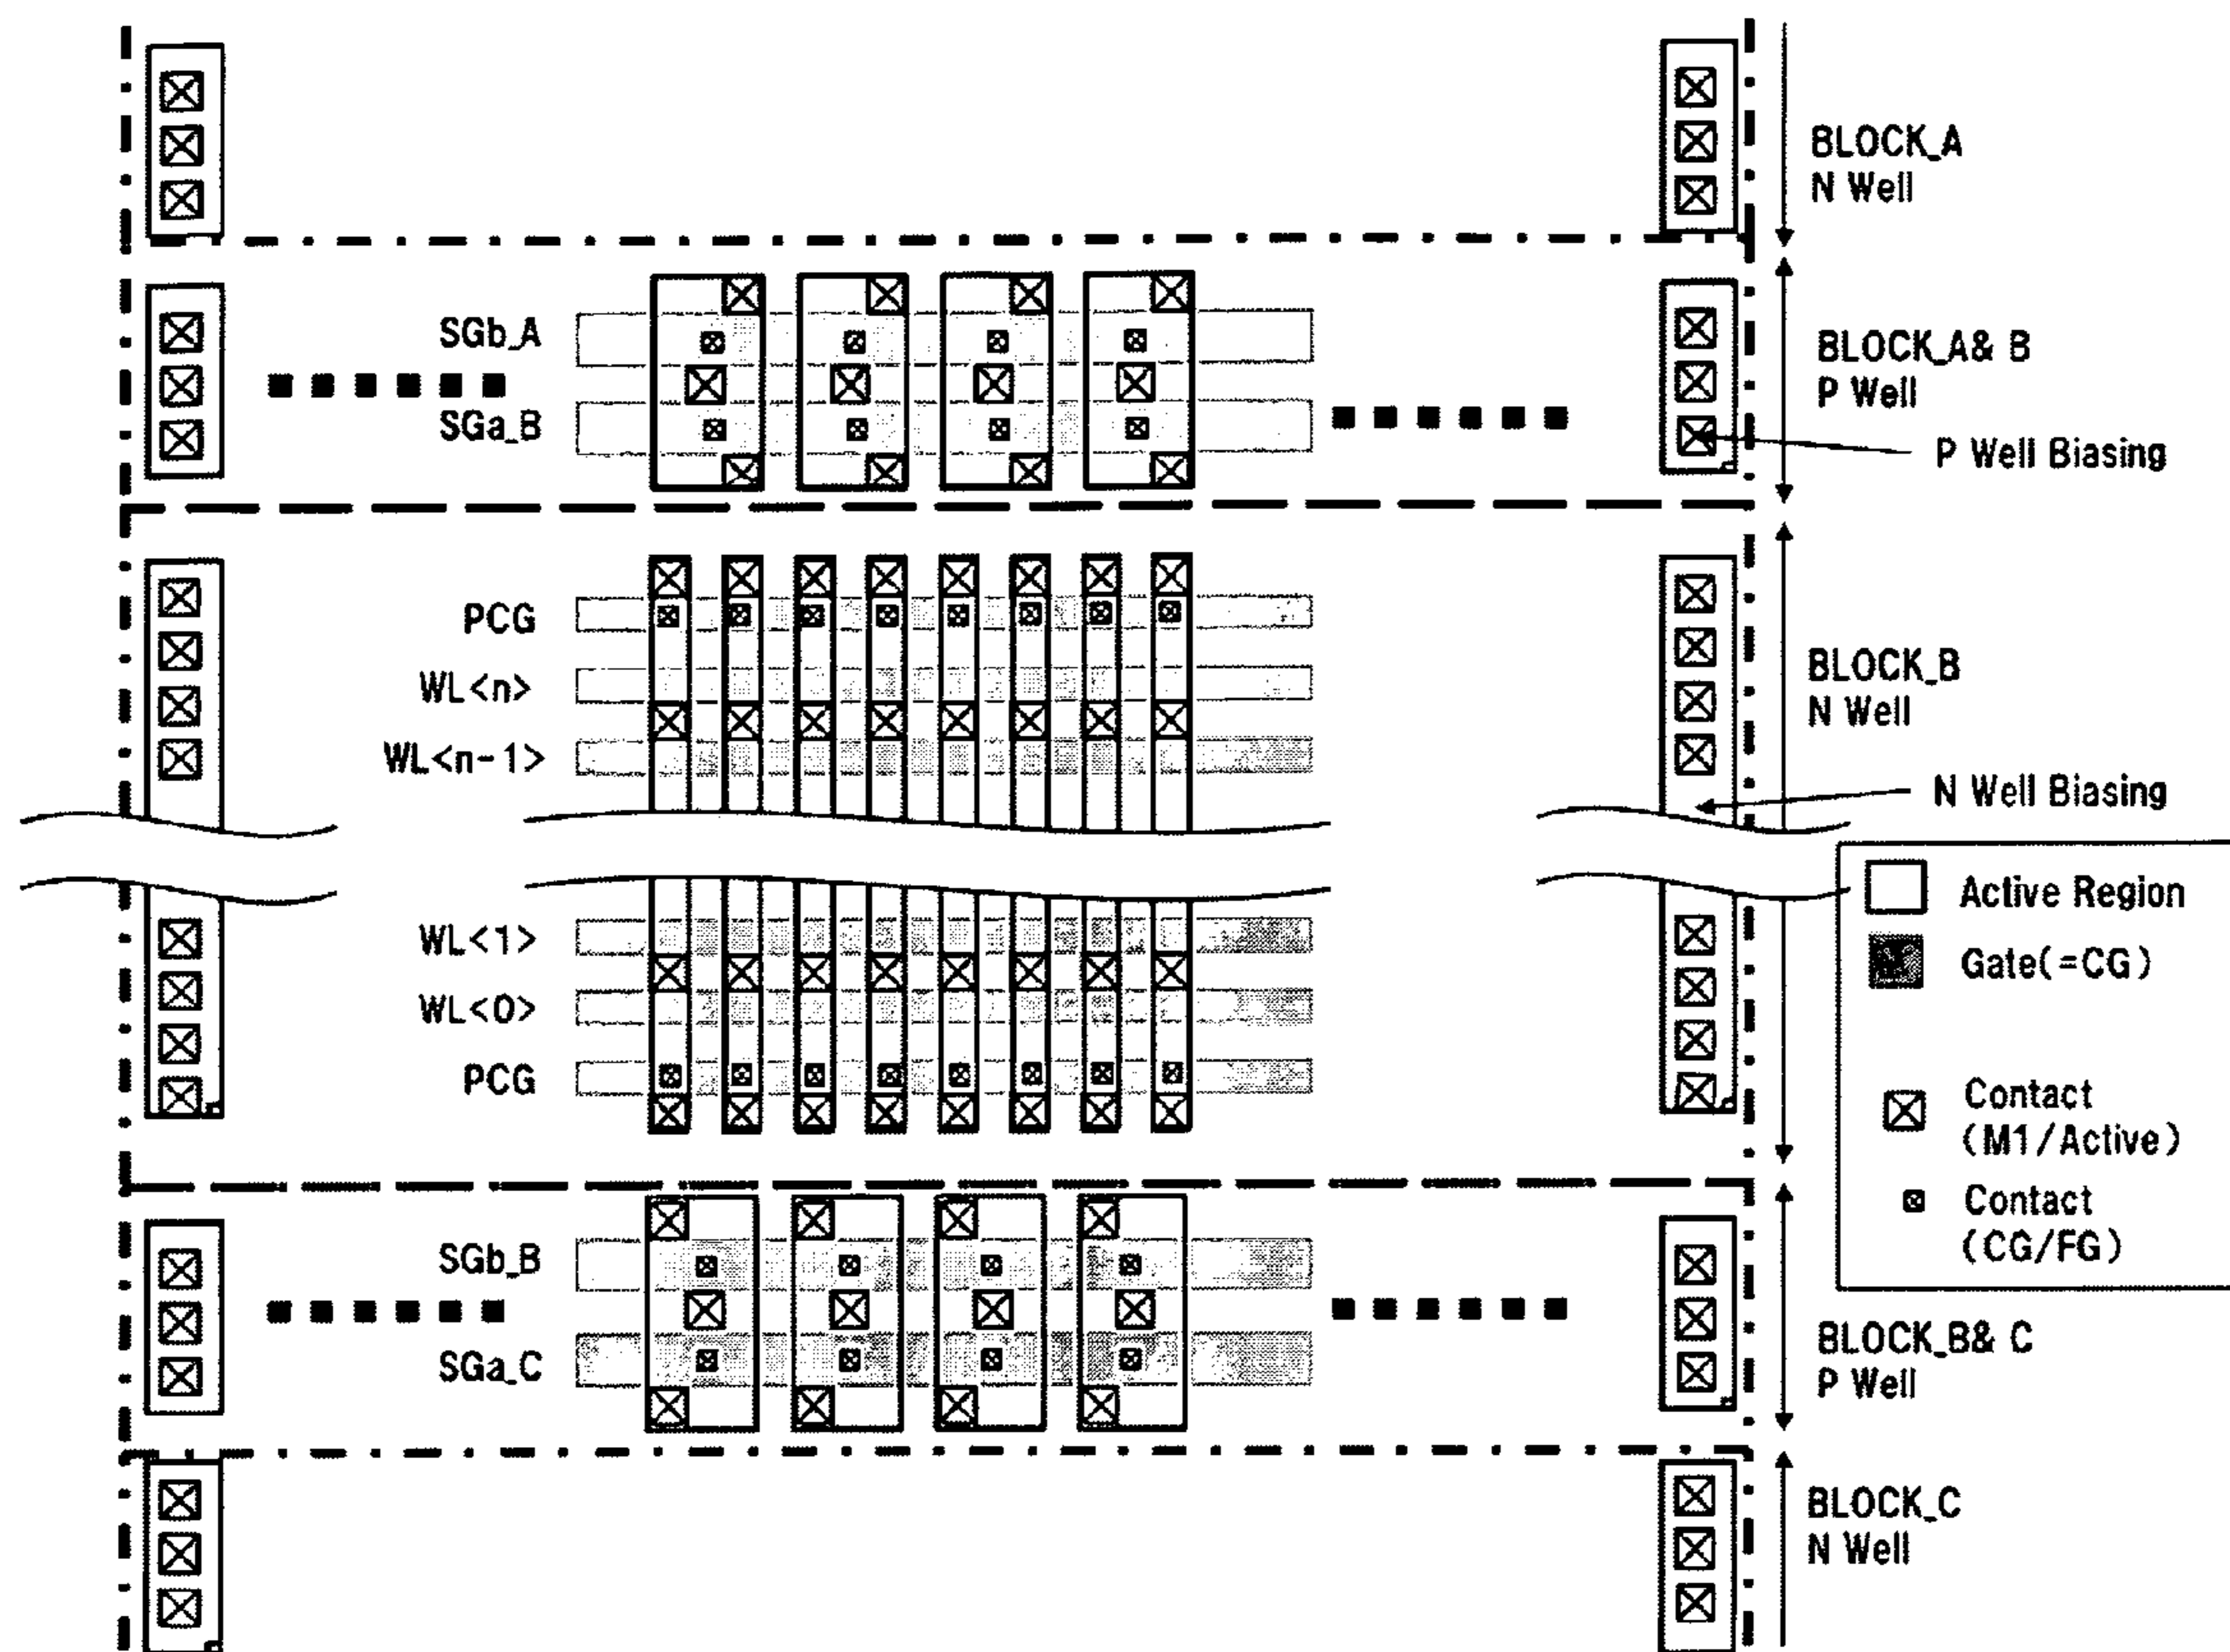 BLOCK_A
N Well
SGb_A
BLOCK_A& B
P Well
SGa_B
P Well Biasing
PCG
WL<n>
BLOCK_B
N Well
WL<n-1>
N Well Biasing
Active Region
WL<1>
Gate(=CG)
WL<0>
PCG
Contact
(M1/Active)
Contact
(CG/FG)
SGb_B
SGa_C
BLOCK_B& C
P Well
BLOCK_C
N Well